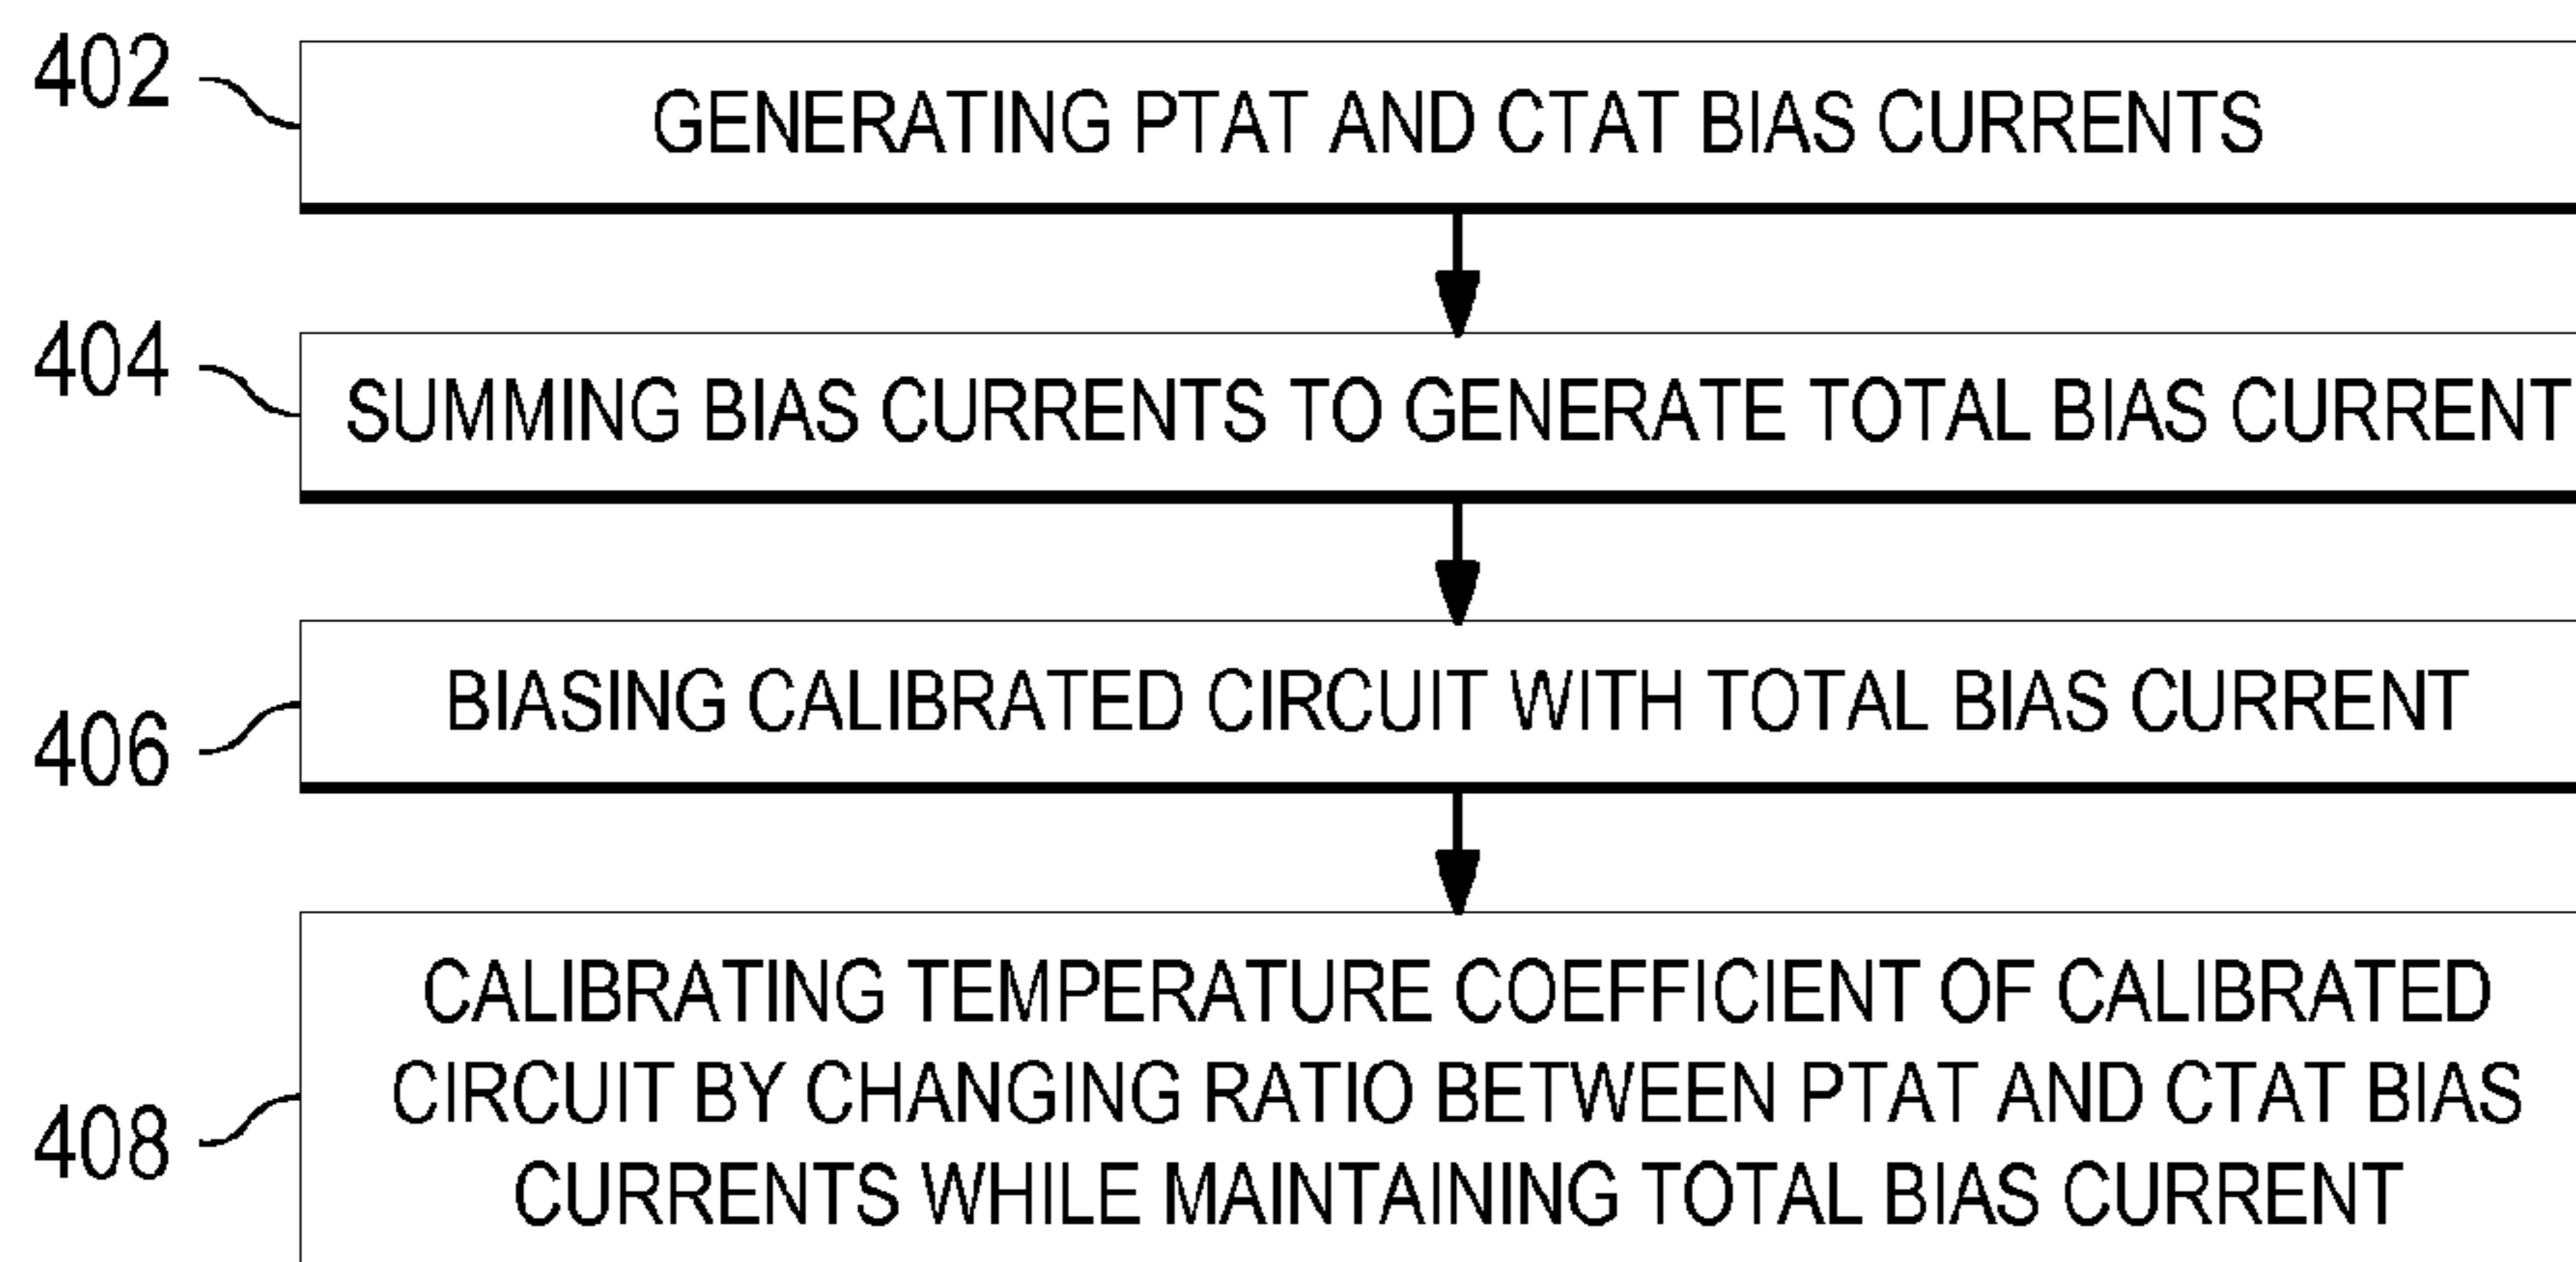 402
GENERATING PTAT AND CTAT BIAS CURRENTS
404
SUMMING BIAS CURRENTS TO GENERATE TOTAL BIAS CURRENT
BIASING CALIBRATED CIRCUIT WITH TOTAL BIAS CURRENT
406
CALIBRATING TEMPERATURE COEFFICIENT OF CALIBRATED
CIRCUIT BY CHANGING RATIO BETWEEN PTAT AND CTAT BIAS
408
CURRENTS WHILE MAINTAINING TOTAL BIAS CURRENT